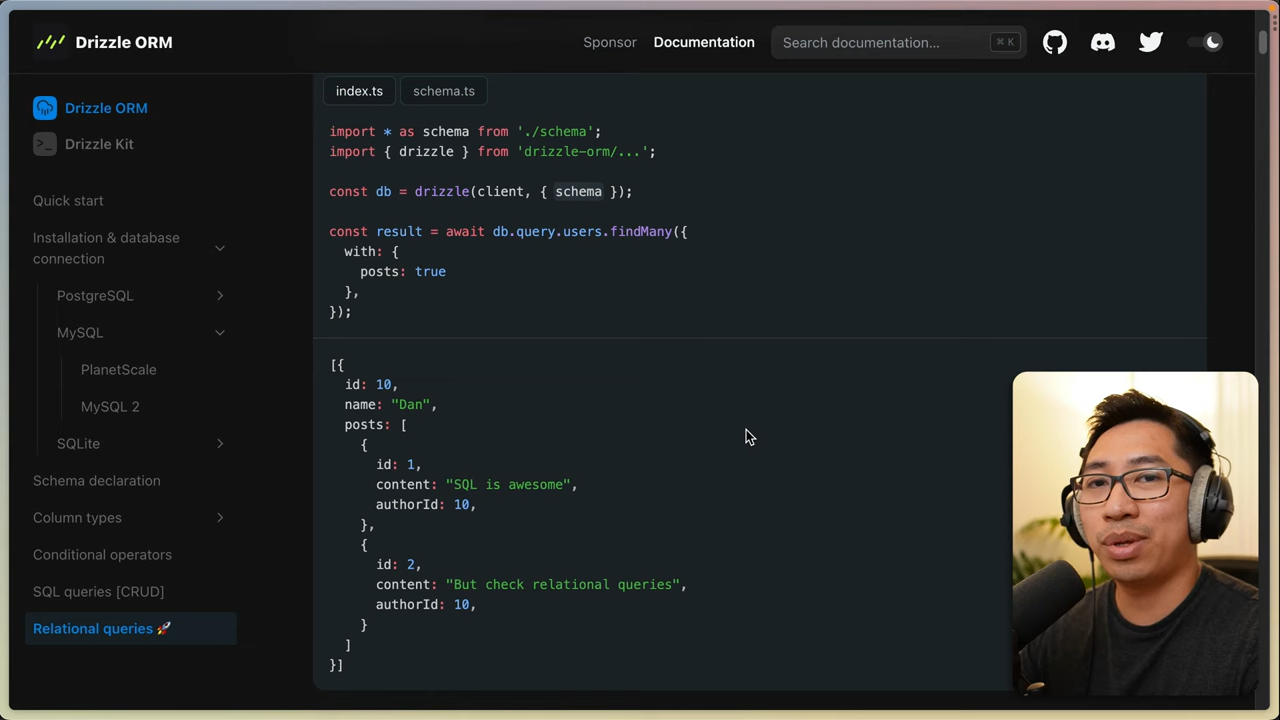 Drizzle ORM
Sponsor
Documentation
Search documentation...
⌘ K
Drizzle ORM
Drizzle Kit
Quick start
Installation & database
connection
PostgreSQL
MySQL
PlanetScale
MySQL 2
SQLite
Schema declaration
Column types
Conditional operators
SQL queries [CRUD]
Relational queries 🚀
index.ts
schema.ts
import * as schema from './schema';
import { drizzle } from 'drizzle-orm/...';
const db = drizzle(client, { schema });
const result = await db.query.users.findMany({
  with: {
    posts: true
  },
});
[{
  id: 10,
  name: "Dan",
  posts: [
    {
      id: 1,
      content: "SQL is awesome",
      authorId: 10,
    },
    {
      id: 2,
      content: "But check relational queries",
      authorId: 10,
    }
  ]
}]